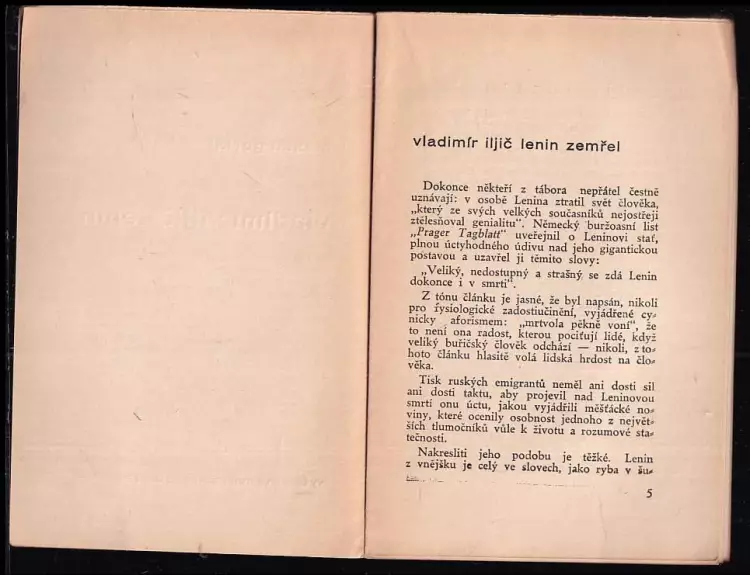 vladimír iljič lenin zemřel
Dokonce někteří z tábora nepřátel čestně
uznávají: v osobě Lenina ztratil svět člověka,
„který ze svých velkých současníků nejostřeji
ztělesňoval genialitu“. Německý buržoasní list
„Prager Tagblatt“ uveřejnil o Leninovi stať,
plnou úctyhodného údivu nad jeho gigantickou
postavou a uzavřel ji těmito slovy:
„Veliký, nedostupný a strašný se zdá Lenin
dokonce i v smrti“.
Z tónu článku je jasné, že byl napsán, nikoli
pro fysiologické zadostiučinění, vyjádřené cy-
nicky aforismem: „mrtvola pěkně voní“, že
to není ona radost, kterou pociťují lidé, když
veliký buřičský člověk odchází — nikoli, z to-
hoto článku hlasitě volá lidská hrdost na člo-
věka.
Tisk ruských emigrantů neměl ani dosti sil
ani dosti taktu, aby projevil nad Leninovou
smrtí onu úctu, jakou vyjádřili měšťácké no-
viny, které ocenily osobnost jednoho z největ-
ších tlumočníků vůle k životu a rozumové sta-
tečnosti.
Nakresliti jeho podobu je těžké. Lenin
z vnějšku je celý ve slovech, jako ryba v šu-
5